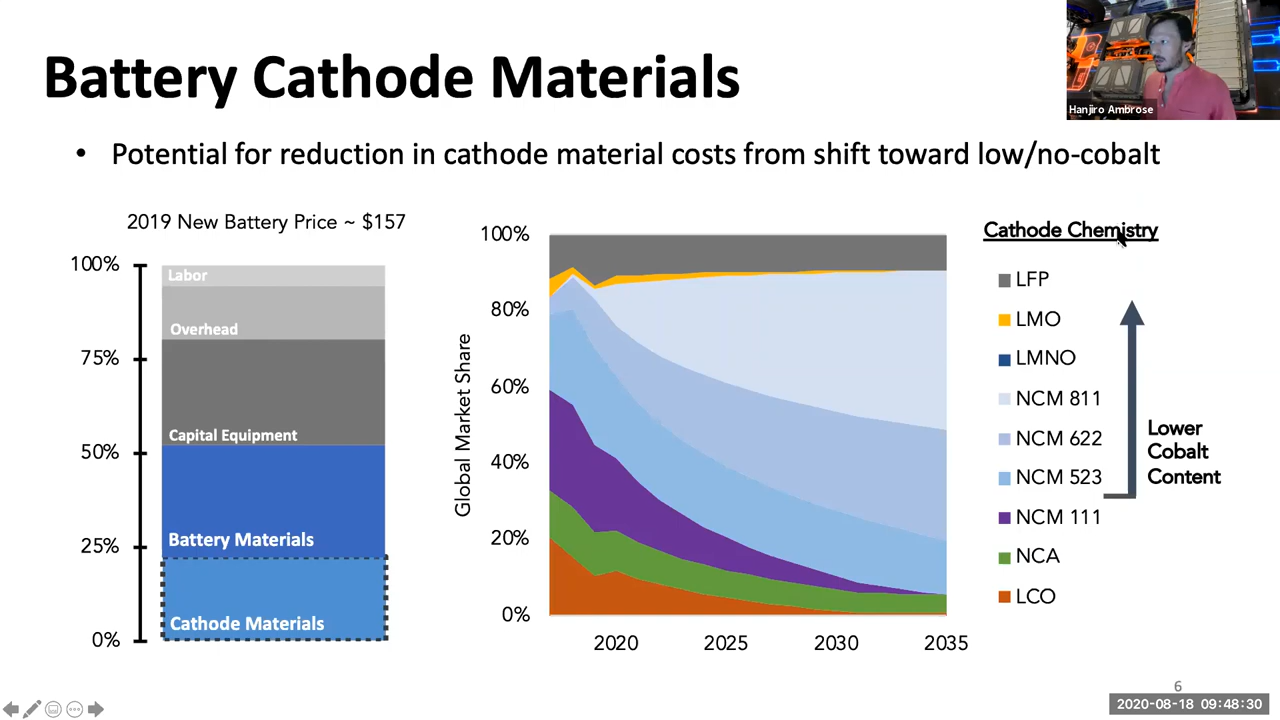 Hanjiro Ambrose
Battery Cathode Materials
• Potential for reduction in cathode material costs from shift toward low/no-cobalt
2019 New Battery Price ~ $157
100%
75%
50%
25%
0%
Labor
Overhead
Capital Equipment
Battery Materials
Cathode Materials
Global Market Share
100%
80%
60%
40%
20%
0%
2020 2025 2030 2035
Cathode Chemistry
LFP
LMO
LMNO
NCM 811
NCM 622
NCM 523
NCM 111
NCA
LCO
Lower
Cobalt
Content
6
2020-08-18 09:48:30